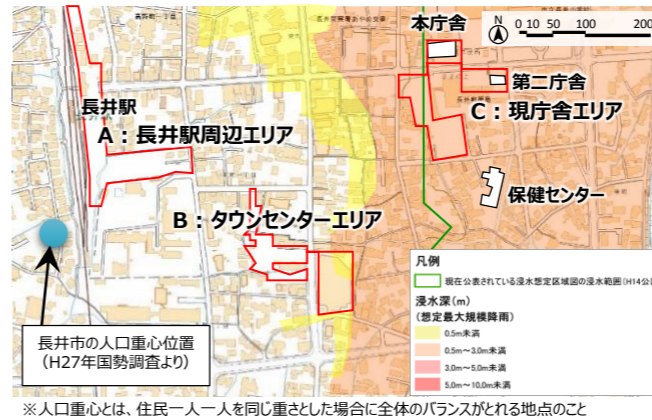 本庁舎
N
0 10 50 100 200
長井駅
第二庁舎
A：長井駅周辺エリア
C：現庁舎エリア
保健センター
B：タウンセンターエリア
凡例
現在公表されている浸水想定区域図の浸水範囲(H14公
浸水深(m)
(想定最大規模降雨)
0.5m未満
0.5m～3.0m未満
3.0m～5.0m未満
5.0m～10.0m未満
長井市の人口重心位置
(H27年国勢調査より)
※人口重心とは、住民一人一人を同じ重さとした場合に全体のバランスがとれる地点のこと